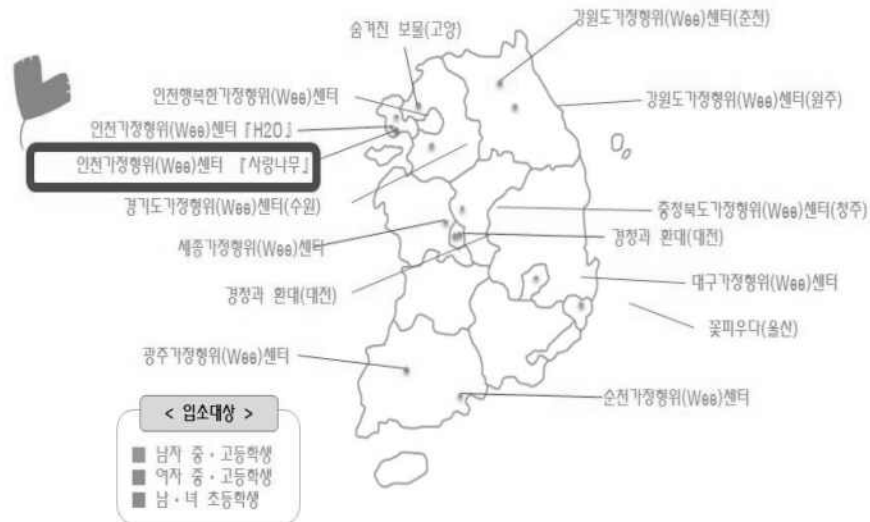 숨겨진 보물(고양)
강원도가정형위(Wee)센터(춘천)
인천행복한가정형위(Wee)센터
강원도가정형위(Wee)센터(원주)
인천가정형위(Wee)센터『H2O』
인천가정형위(Wee)센터 『사랑나무』
경기도가정형위(Wee)센터(수원)
충청북도가정형위(Wee)센터(청주)
세종가정형위(Wee)센터
경청과 환대(대전)
경청과 환대(대전)
대구가정형위(Wee)센터
꽃피우다(울산)
광주가정형위(Wee)센터
순천가정형위(Wee)센터
< 입소대상 >
남자 중·고등학생
여자 중·고등학생
남·녀 초등학생